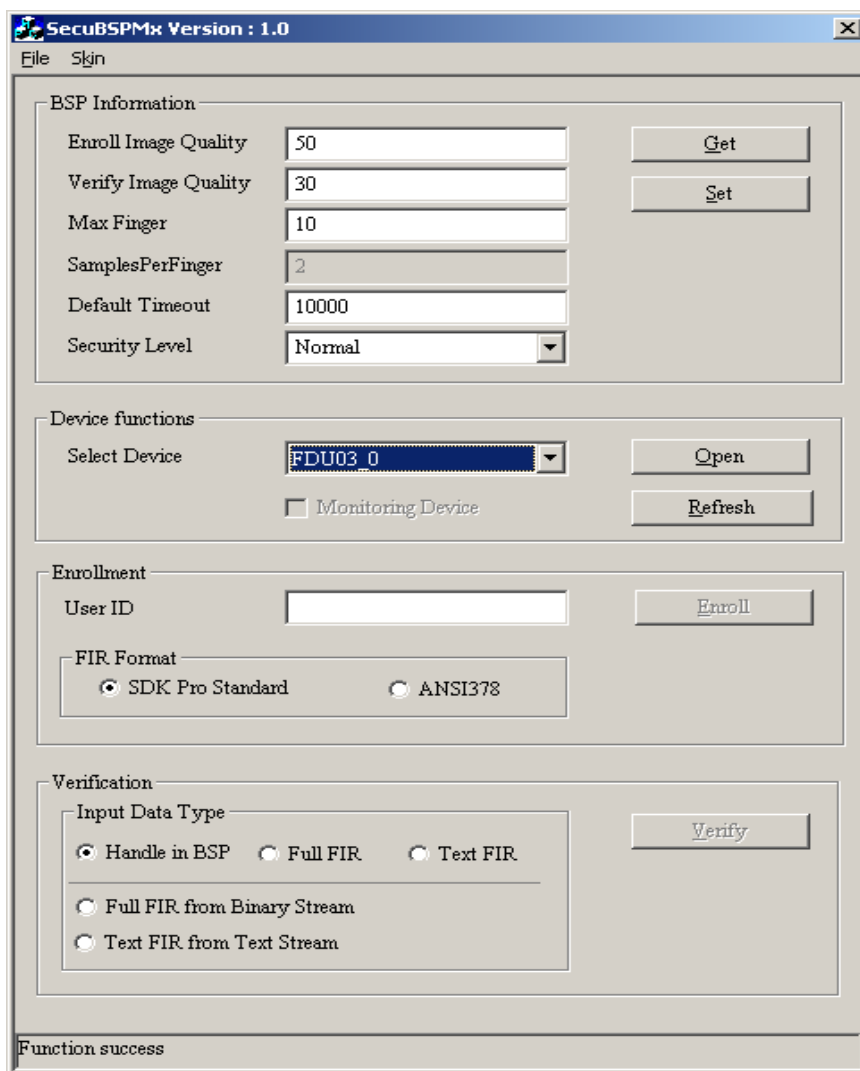 SecuBSPMx Version : 1.0
File Skin
BSP Information
Enroll Image Quality 50 Get
Verify Image Quality 30 Set
Max Finger 10
SamplesPerFinger 2
Default Timeout 10000
Security Level Normal
Device functions
Select Device FDU03_0 Open
Monitoring Device Refresh
Enrollment
User ID Enroll
FIR Format
SDK Pro Standard ANSI378
Verification
Input Data Type
Handle in BSP Full FIR Text FIR Verify
Full FIR from Binary Stream
Text FIR from Text Stream
Function success